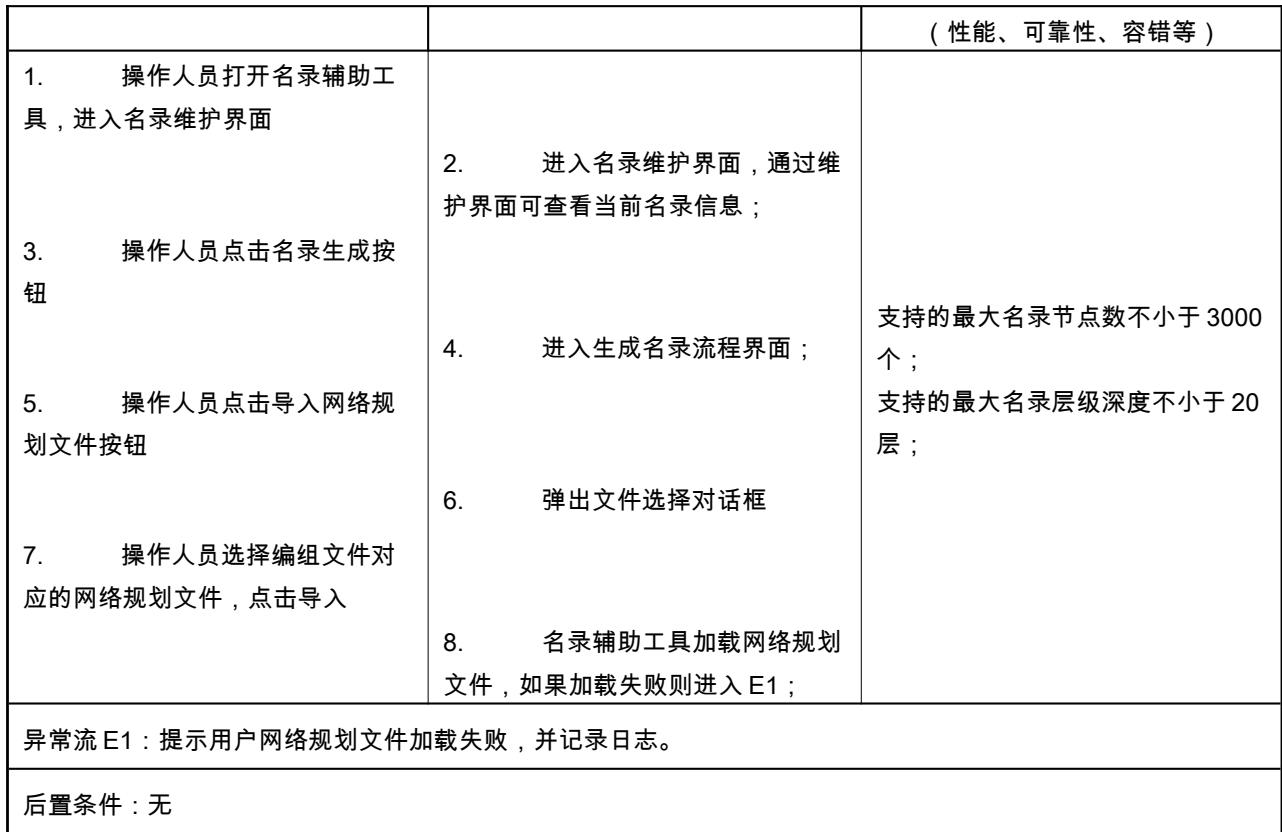 （性能、可靠性、容错等）
1. 操作人员打开名录辅助工
具，进入名录维护界面
2. 进入名录维护界面，通过维
护界面可查看当前名录信息；
3. 操作人员点击名录生成按
钮
4. 进入生成名录流程界面；
5. 操作人员点击导入网络规
划文件按钮
6. 弹出文件选择对话框
7. 操作人员选择编组文件对
应的网络规划文件，点击导入
8. 名录辅助工具加载网络规划
文件，如果加载失败则进入 E1；
支持的最大名录节点数不小于 3000
个；
支持的最大名录层级深度不小于 20
层；
异常流 E1：提示用户网络规划文件加载失败，并记录日志。
后置条件：无